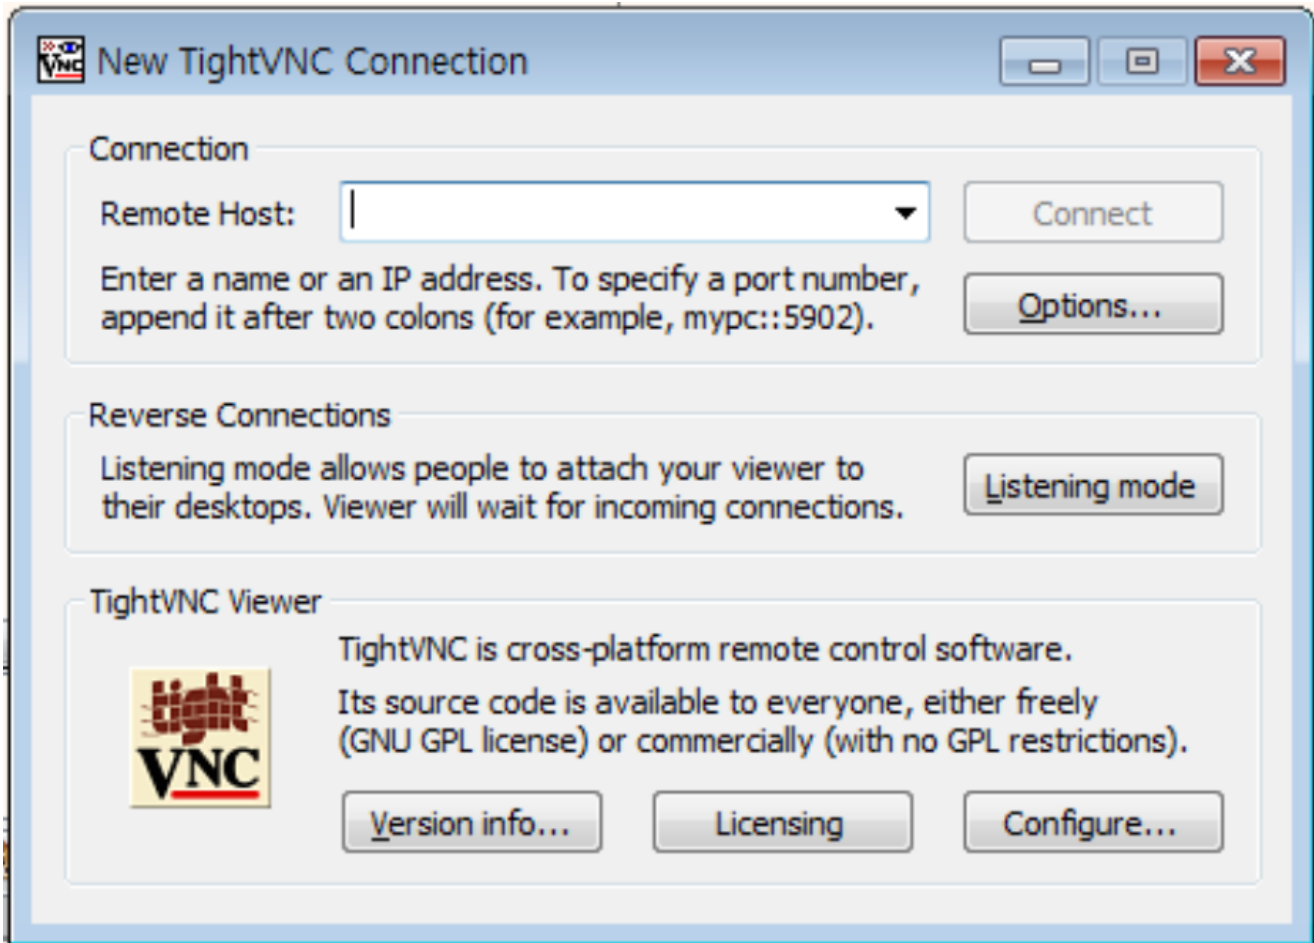 VNC New TightVNC Connection
Connection
Remote Host:
Connect
Enter a name or an IP address. To specify a port number,
append it after two colons (for example, mypc::5902).
Options...
Reverse Connections
Listening mode allows people to attach your viewer to
their desktops. Viewer will wait for incoming connections.
Listening mode
TightVNC Viewer
tight
VNC
TightVNC is cross-platform remote control software.
Its source code is available to everyone, either freely
(GNU GPL license) or commercially (with no GPL restrictions).
Version info... Licensing Configure...